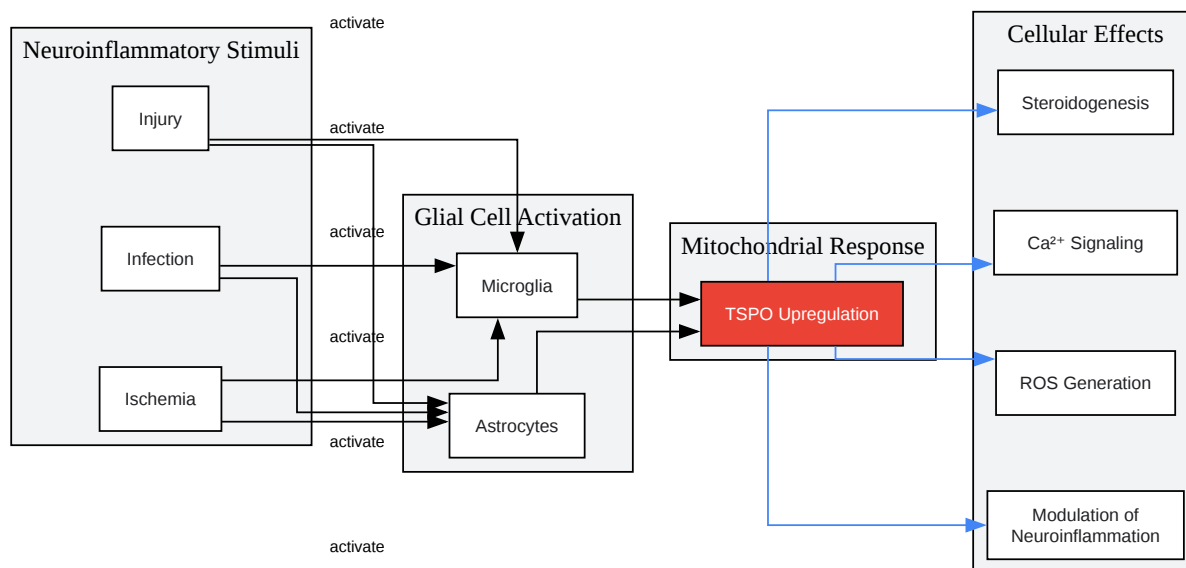 activate
Neuroinflammatory Stimuli
Injury
activate
Infection
activate
Ischemia
activate
activate
activate
Glial Cell Activation
Microglia
Astrocytes
Mitochondrial Response
TSPO Upregulation
Cellular Effects
Steroidogenesis
Ca²⁺ Signaling
ROS Generation
Modulation of
Neuroinflammation